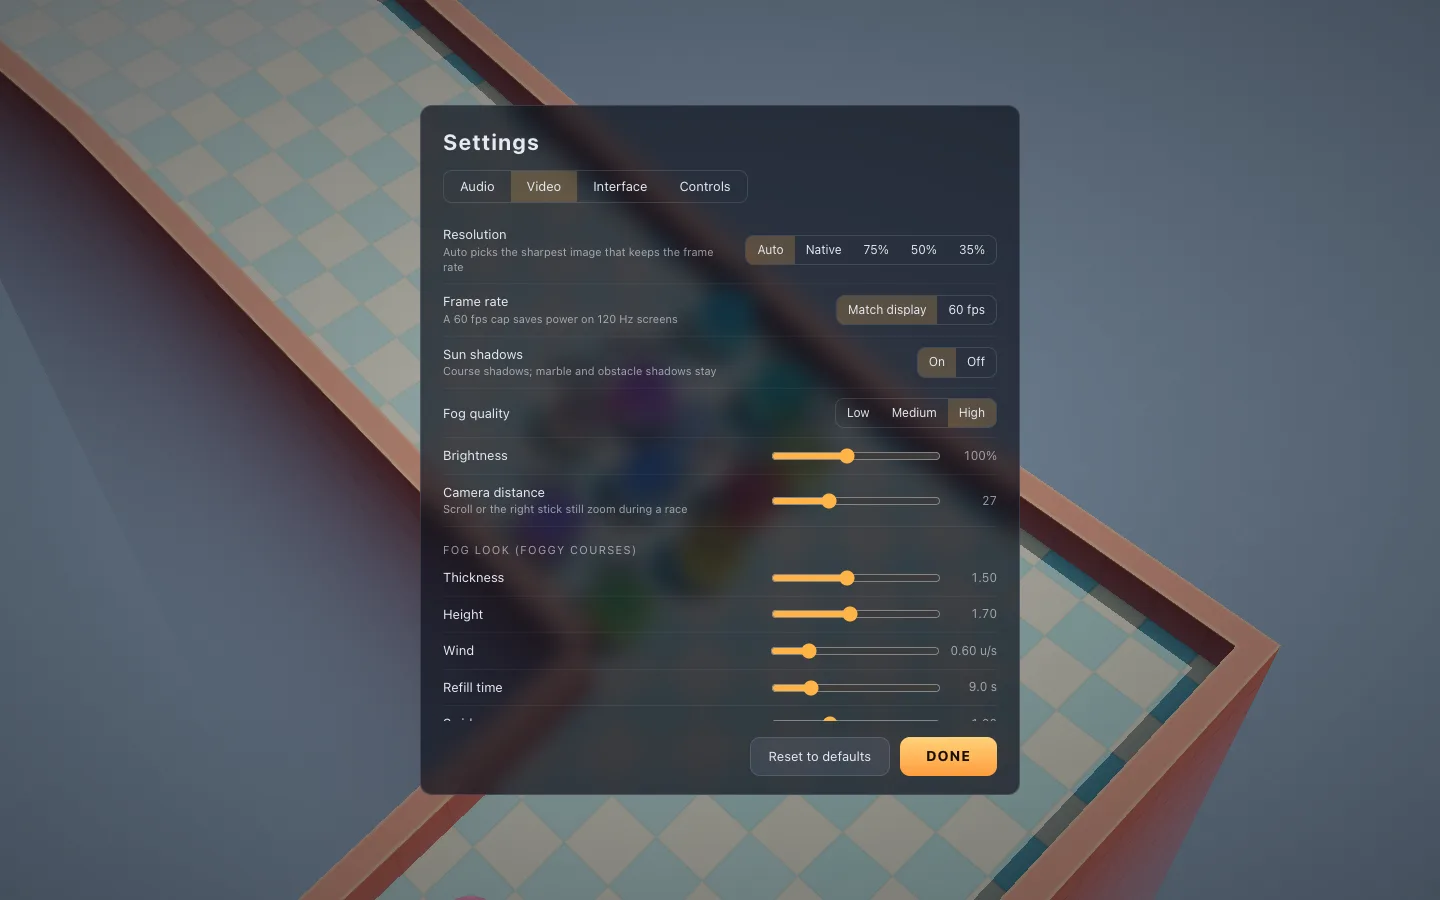 Settings
Audio Video Interface Controls
Resolution
Auto picks the sharpest image that keeps the frame
rate
Auto Native 75% 50% 35%
Frame rate
A 60 fps cap saves power on 120 Hz screens
Match display 60 fps
Sun shadows
Course shadows; marble and obstacle shadows stay
On Off
Fog quality
Low Medium High
Brightness
100%
Camera distance
Scroll or the right stick still zoom during a race
27
FOG LOOK (FOGGY COURSES)
Thickness
1.50
Height
1.70
Wind
0.60 u/s
Refill time
9.0 s
Reset to defaults
DONE